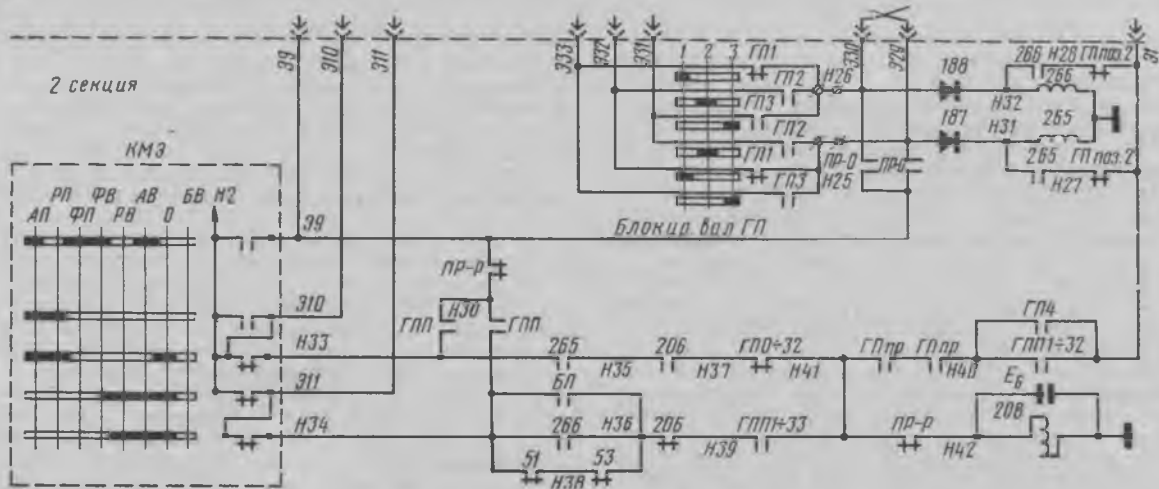 Э9 Э10 Э11 Э33 Э32 Э31 Э30 Э29 Э1
2 секция
1 2 3 ГП1
ГП2
Н26
ГП3
ГП2
ГП1
ПР-0
Н25
ГП3
ПР-0
Блокир. вал ГП
188
187
266 Н28 ГП поз.2
266
Н32
265
Н31
265 ГП поз.2
Н27
КМЭ
РП ФВ АВ БВ Н2
АП ФП РВ О
Э9
Э10
Н33
Э11
Н34
ПР-Р
Н30
ГПП ГПП
265 Н35 206 Н37 ГП0÷32 Н41
БП
266 Н36 206 Н39 ГПП1÷33
51 Н38 53
ГП4
ГПпр ГПпр Н40 ГПП1÷32
Е6
208
ПР-Р
Н42